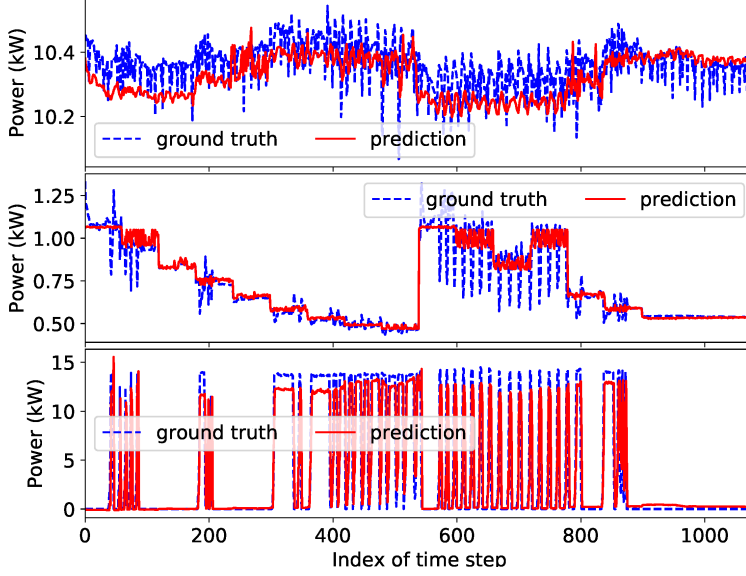 Power (kW)
10.4
10.2
ground truth
prediction
Power (kW)
1.25
1.00
0.75
0.50
ground truth
prediction
Power (kW)
15
10
5
0
ground truth
prediction
0
200
400
600
800
1000
Index of time step